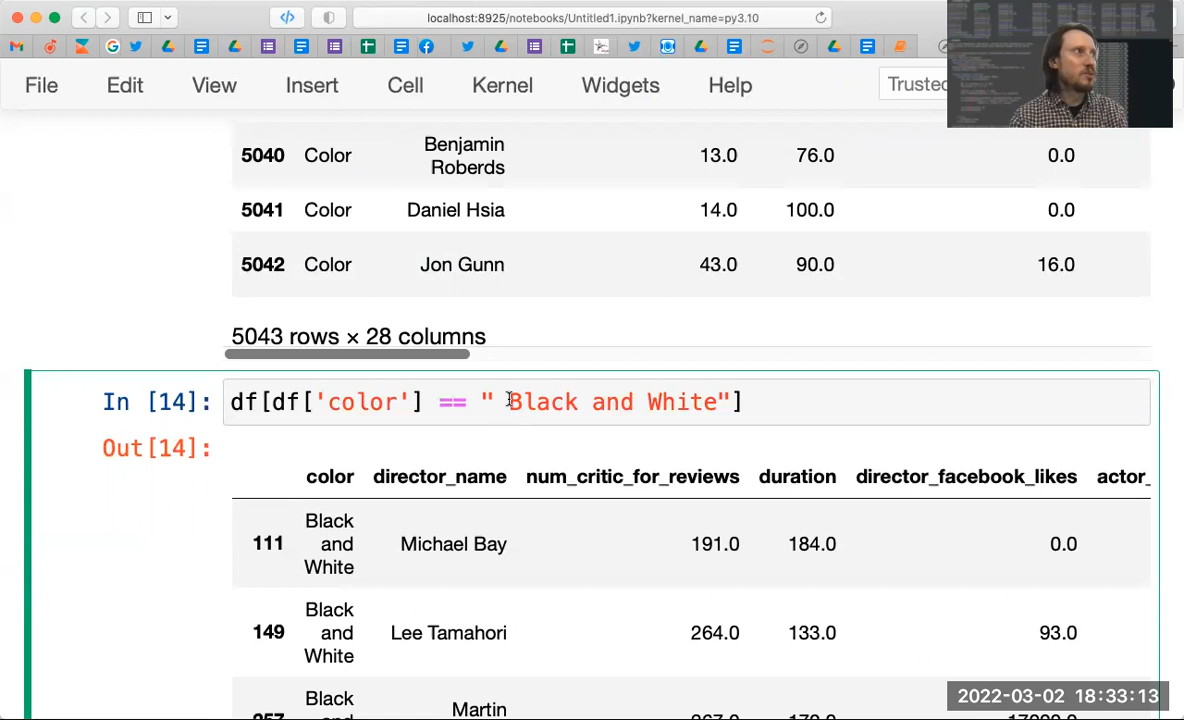 localhost:8925/notebooks/Untitled1.ipynb?kernel_name=py3.10
File Edit View Insert Cell Kernel Widgets Help Trusted
5040 Color Benjamin Roberds 13.0 76.0 0.0
5041 Color Daniel Hsia 14.0 100.0 0.0
5042 Color Jon Gunn 43.0 90.0 16.0
5043 rows × 28 columns
In [14]: df[df['color'] == " Black and White"]
Out[14]:
color director_name num_critic_for_reviews duration director_facebook_likes actor_
111 Black and White Michael Bay 191.0 184.0 0.0
149 Black and White Lee Tamahori 264.0 133.0 93.0
Black Martin
2022-03-02 18:33:13